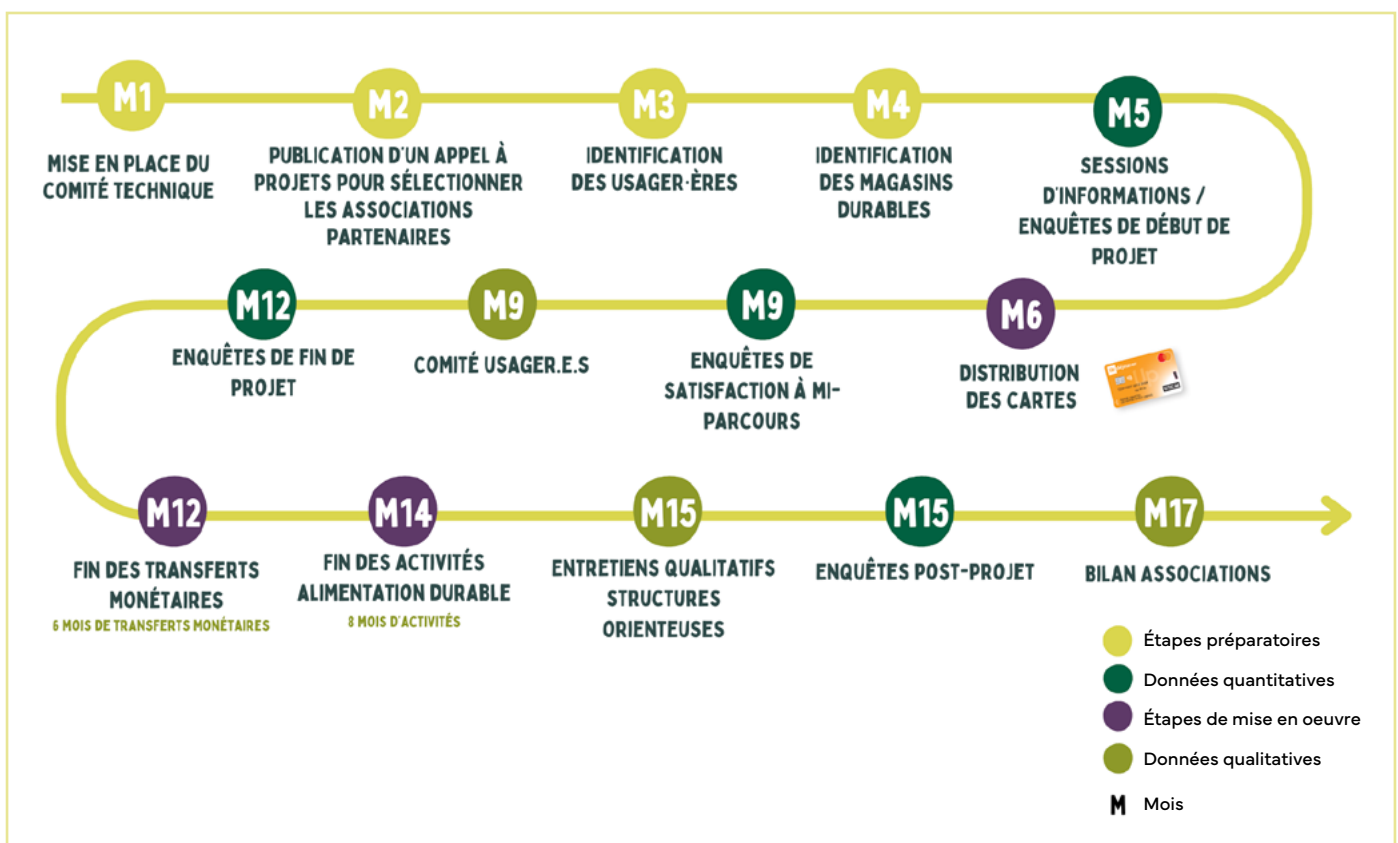 M1
MISE EN PLACE DU
COMITÉ TECHNIQUE
M2
PUBLICATION D'UN APPEL À
PROJETS POUR SÉLECTIONNER
LES ASSOCIATIONS
PARTENAIRES
M3
IDENTIFICATION
DES USAGER·ÈRES
M4
IDENTIFICATION
DES MAGASINS
DURABLES
M5
SESSIONS
D'INFORMATIONS /
ENQUÊTES DE DÉBUT DE
PROJET
M6
DISTRIBUTION
DES CARTES
M9
ENQUÊTES DE
SATISFACTION À MI-
PARCOURS
M9
COMITÉ USAGER.E.S
M12
ENQUÊTES DE FIN DE
PROJET
M12
FIN DES TRANSFERTS
MONÉTAIRES
6 MOIS DE TRANSFERTS MONÉTAIRES
M14
FIN DES ACTIVITÉS
ALIMENTATION DURABLE
8 MOIS D'ACTIVITÉS
M15
ENTRETIENS QUALITATIFS
STRUCTURES
ORIENTEUSES
M15
ENQUÊTES POST-PROJET
M17
BILAN ASSOCIATIONS
Étapes préparatoires
Données quantitatives
Étapes de mise en oeuvre
Données qualitatives
M Mois